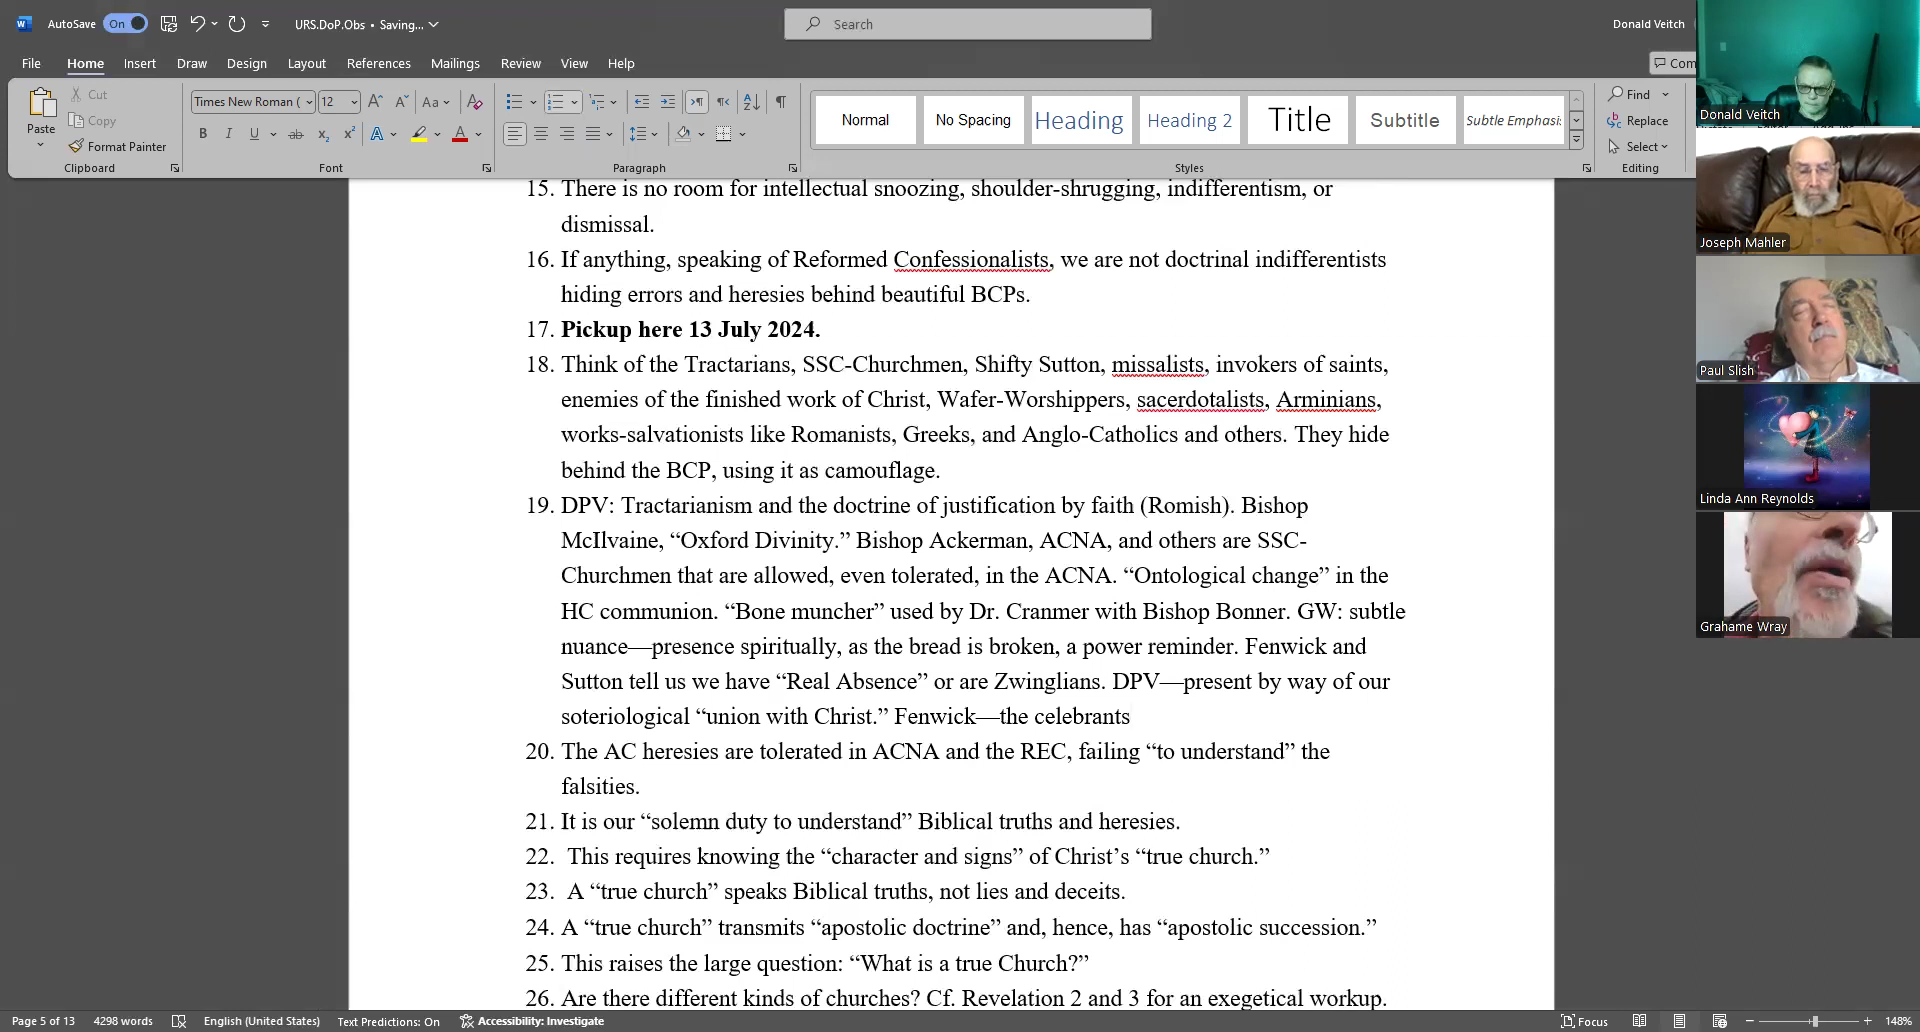 AutoSave On URS.DoP.Obs • Saving... Search Donald Veitch
File Home Insert Draw Design Layout References Mailings Review View Help
Paste Cut Copy Format Painter Clipboard
Times New Roman ( 12 Aa Font
Paragraph
Normal No Spacing Heading Heading 2 Title Subtitle Subtle Emphasi: Styles
Find Replace Select Editing
15. There is no room for intellectual snoozing, shoulder-shrugging, indifferentism, or
dismissal.
16. If anything, speaking of Reformed Confessionalists, we are not doctrinal indifferentists
hiding errors and heresies behind beautiful BCPs.
17. Pickup here 13 July 2024.
18. Think of the Tractarians, SSC-Churchmen, Shifty Sutton, missalists, invokers of saints,
enemies of the finished work of Christ, Wafer-Worshippers, sacerdotalists, Arminians,
works-salvationists like Romanists, Greeks, and Anglo-Catholics and others. They hide
behind the BCP, using it as camouflage.
19. DPV: Tractarianism and the doctrine of justification by faith (Romish). Bishop
McIlvaine, “Oxford Divinity.” Bishop Ackerman, ACNA, and others are SSC-
Churchmen that are allowed, even tolerated, in the ACNA. “Ontological change” in the
HC communion. “Bone muncher” used by Dr. Cranmer with Bishop Bonner. GW: subtle
nuance—presence spiritually, as the bread is broken, a power reminder. Fenwick and
Sutton tell us we have “Real Absence” or are Zwinglians. DPV—present by way of our
soteriological “union with Christ.” Fenwick—the celebrants
20. The AC heresies are tolerated in ACNA and the REC, failing “to understand” the
falsities.
21. It is our “solemn duty to understand” Biblical truths and heresies.
22. This requires knowing the “character and signs” of Christ’s “true church.”
23. A “true church” speaks Biblical truths, not lies and deceits.
24. A “true church” transmits “apostolic doctrine” and, hence, has “apostolic succession.”
25. This raises the large question: “What is a true Church?”
26. Are there different kinds of churches? Cf. Revelation 2 and 3 for an exegetical workup.
Com
Donald Veitch
Joseph Mahler
Paul Slish
Linda Ann Reynolds
Grahame Wray
Page 5 of 13 4298 words English (United States) Text Predictions: On Accessibility: Investigate Focus 148%